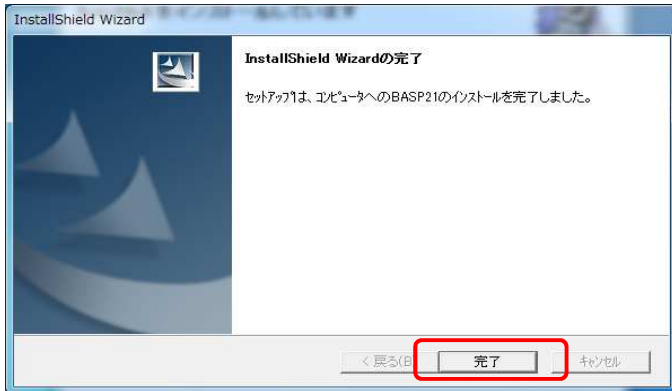 InstallShield Wizard
InstallShield Wizardの完了
セットアップは、コンピュータへのBASP21のインストールを完了しました。
< 戻る(B
完了
キャンセル